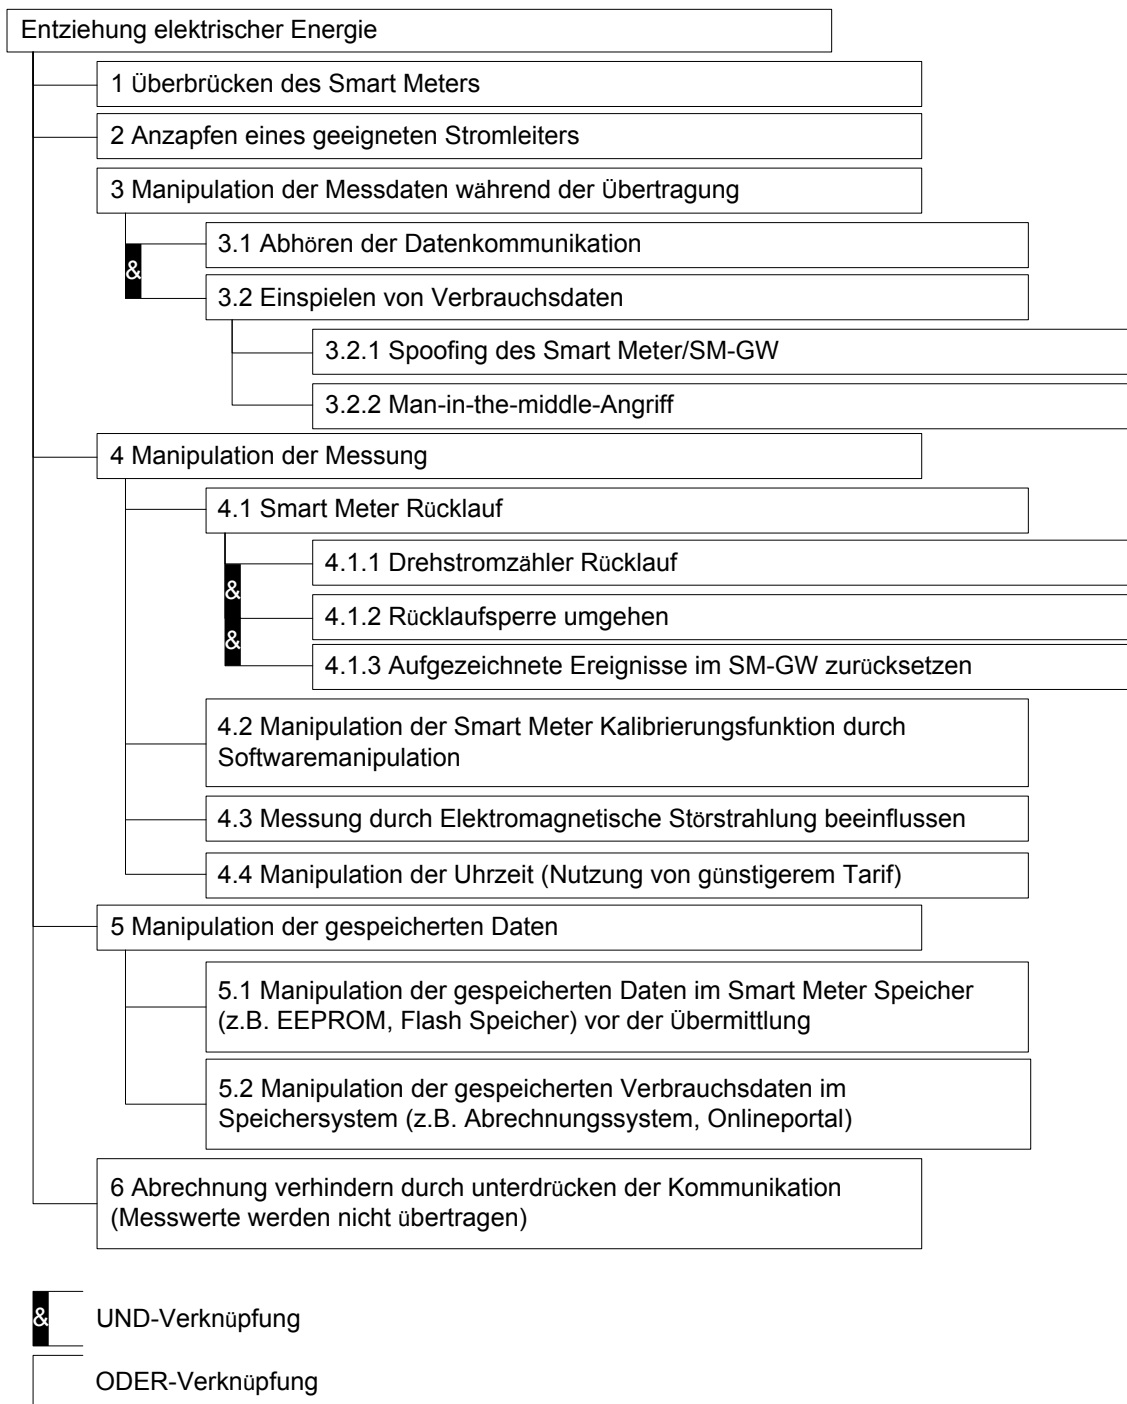 Entziehung elektrischer Energie
1 Überbrücken des Smart Meters
2 Anzapfen eines geeigneten Stromleiters
3 Manipulation der Messdaten während der Übertragung
&
3.1 Abhören der Datenkommunikation
3.2 Einspielen von Verbrauchsdaten
3.2.1 Spoofing des Smart Meter/SM-GW
3.2.2 Man-in-the-middle-Angriff
4 Manipulation der Messung
4.1 Smart Meter Rücklauf
4.1.1 Drehstromzähler Rücklauf
&
4.1.2 Rücklaufsperre umgehen
&
4.1.3 Aufgezeichnete Ereignisse im SM-GW zurücksetzen
4.2 Manipulation der Smart Meter Kalibrierungsfunktion durch
Softwaremanipulation
4.3 Messung durch Elektromagnetische Störstrahlung beeinflussen
4.4 Manipulation der Uhrzeit (Nutzung von günstigerem Tarif)
5 Manipulation der gespeicherten Daten
5.1 Manipulation der gespeicherten Daten im Smart Meter Speicher
(z.B. EEPROM, Flash Speicher) vor der Übermittlung
5.2 Manipulation der gespeicherten Verbrauchsdaten im
Speichersystem (z.B. Abrechnungssystem, Onlineportal)
6 Abrechnung verhindern durch unterdrücken der Kommunikation
(Messwerte werden nicht übertragen)
& UND-Verknüpfung
ODER-Verknüpfung